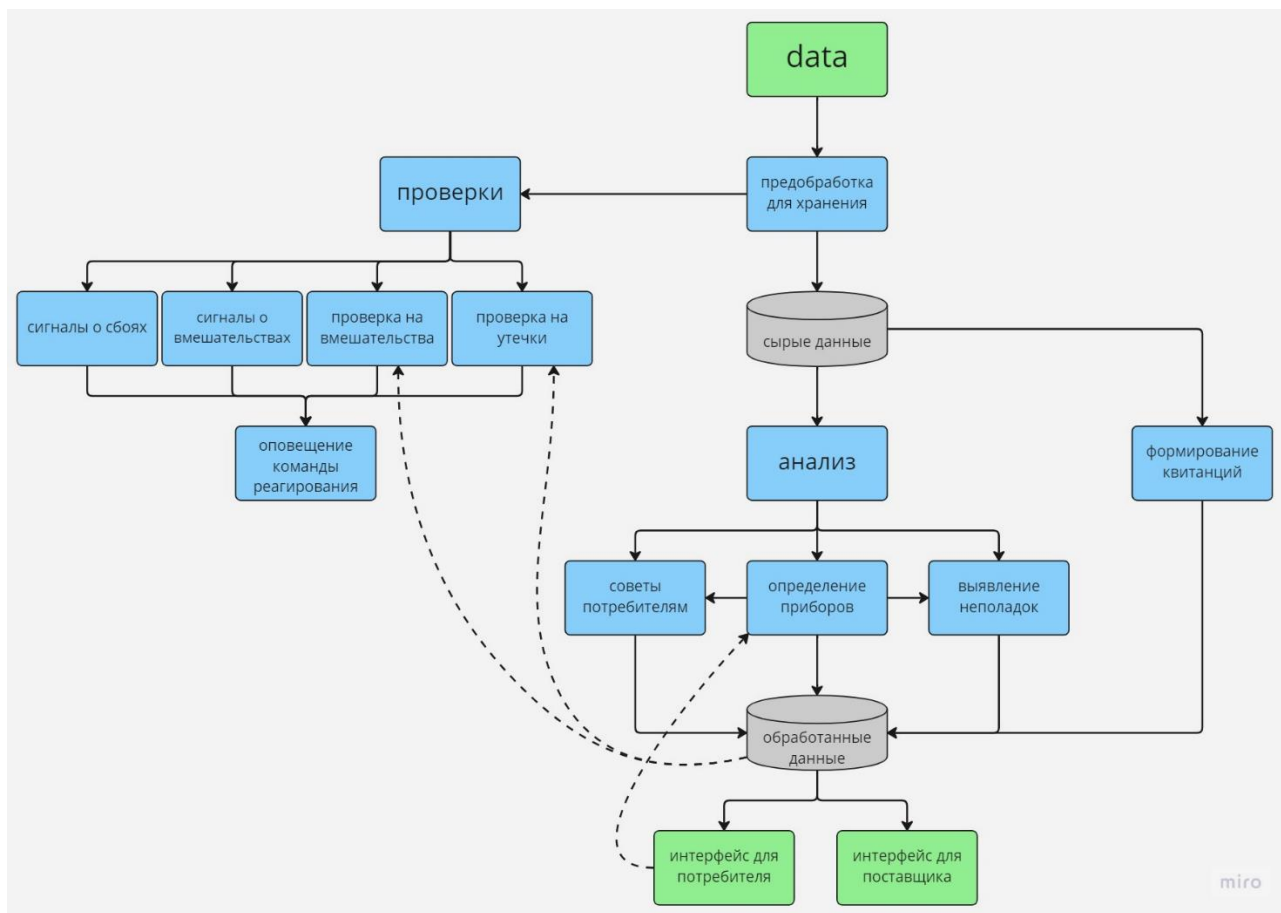 data
проверки
предобработка
для хранения
сигналы о сбоях
сигналы о
вмешательствах
проверка на
вмешательства
проверка на
утечки
сырые данные
оповещение
команды
реагирования
анализ
формирование
квитанций
советы
потребителям
определение
приборов
выявление
неполадок
обработанные
данные
интерфейс для
потребителя
интерфейс для
поставщика
miro